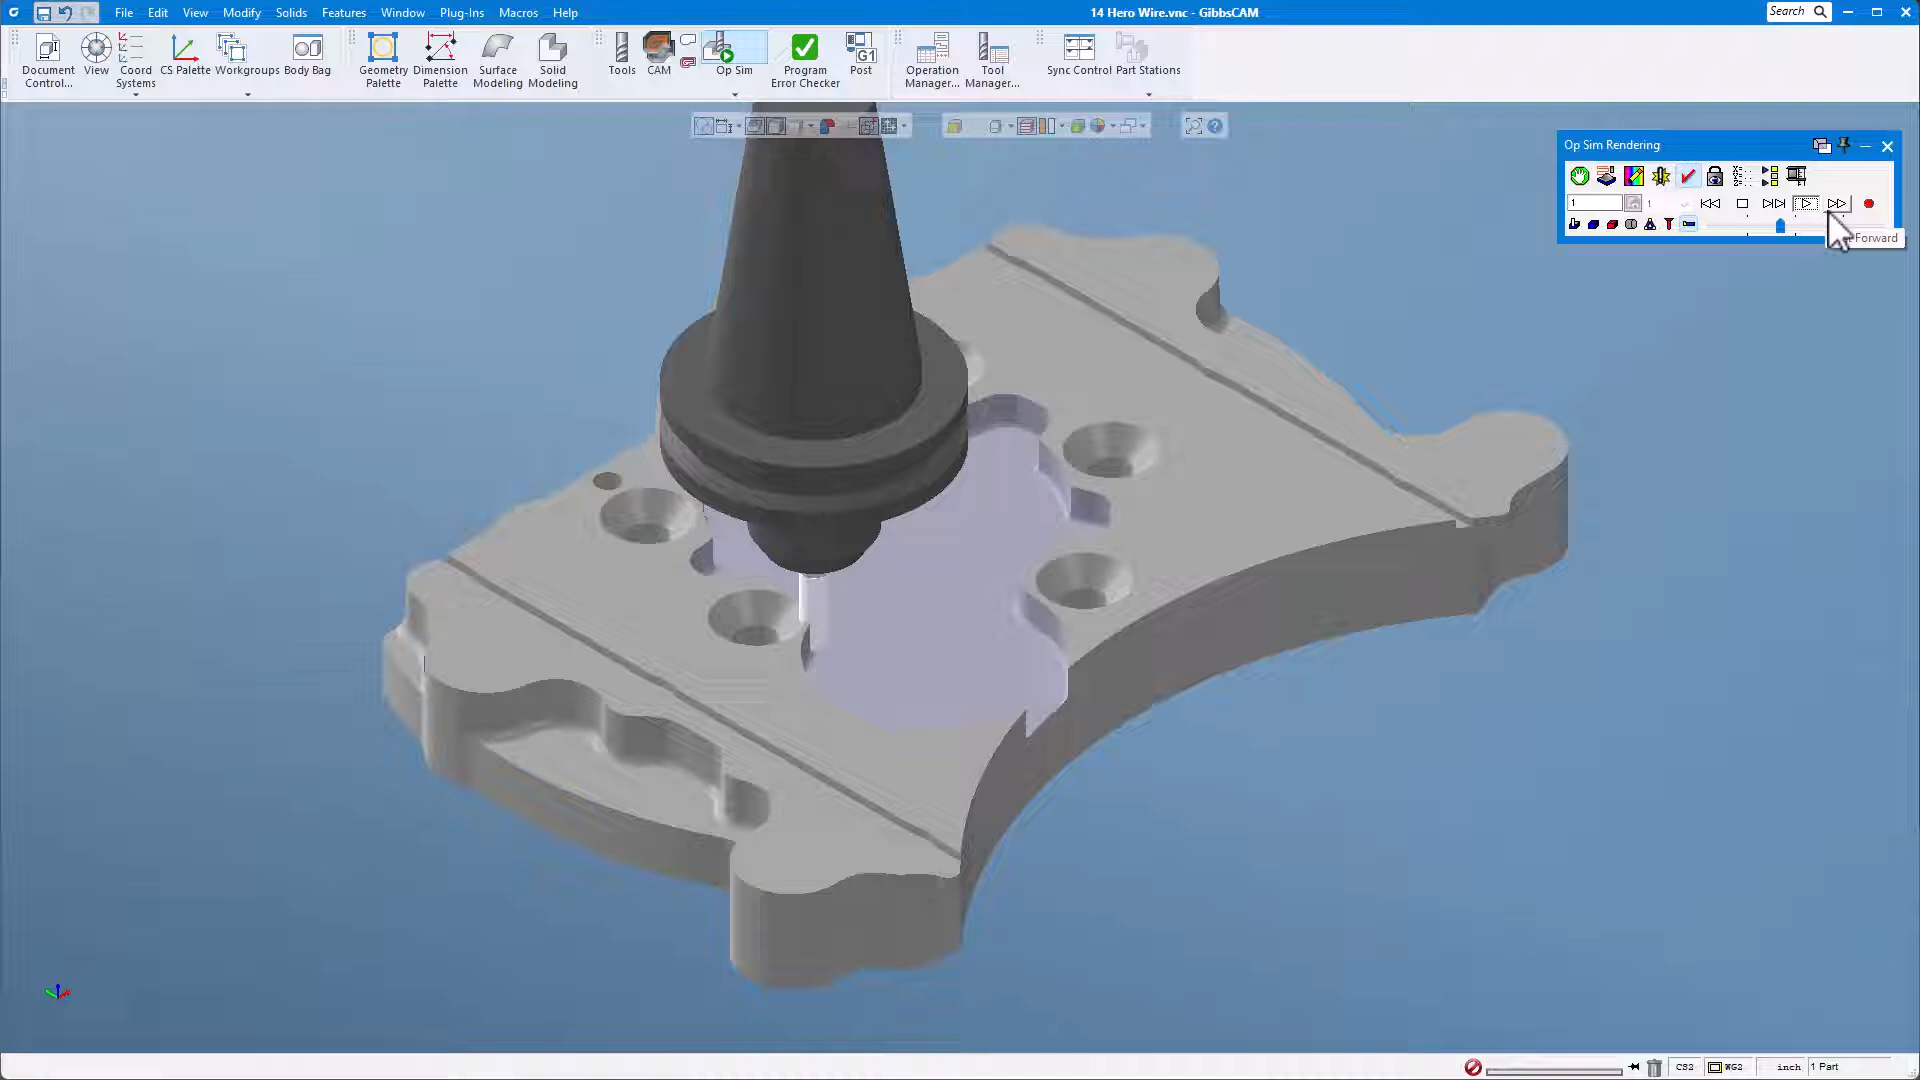 File Edit View Modify Solids Features Window Plug-Ins Macros Help
14 Hero Wire.vnc - GibbsCAM
Search
Document Control...
View
Coord Systems
CS Palette
Workgroups
Body Bag
Geometry Palette
Dimension Palette
Surface Modeling
Solid Modeling
Tools
CAM
Op Sim
Program Error Checker
G1
Post
Operation Manager...
Tool Manager...
Sync Control
Part Stations
Op Sim Rendering
1
1
Forward
CS2
WG2
inch
1 Part